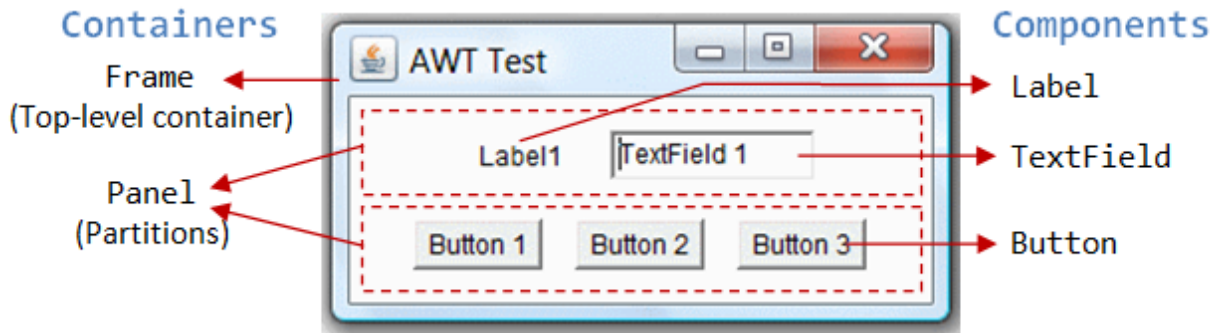 Containers
Components
AWT Test
Frame
(Top-level container)
Label
Label1
TextField 1
TextField
Panel
(Partitions)
Button 1
Button 2
Button 3
Button